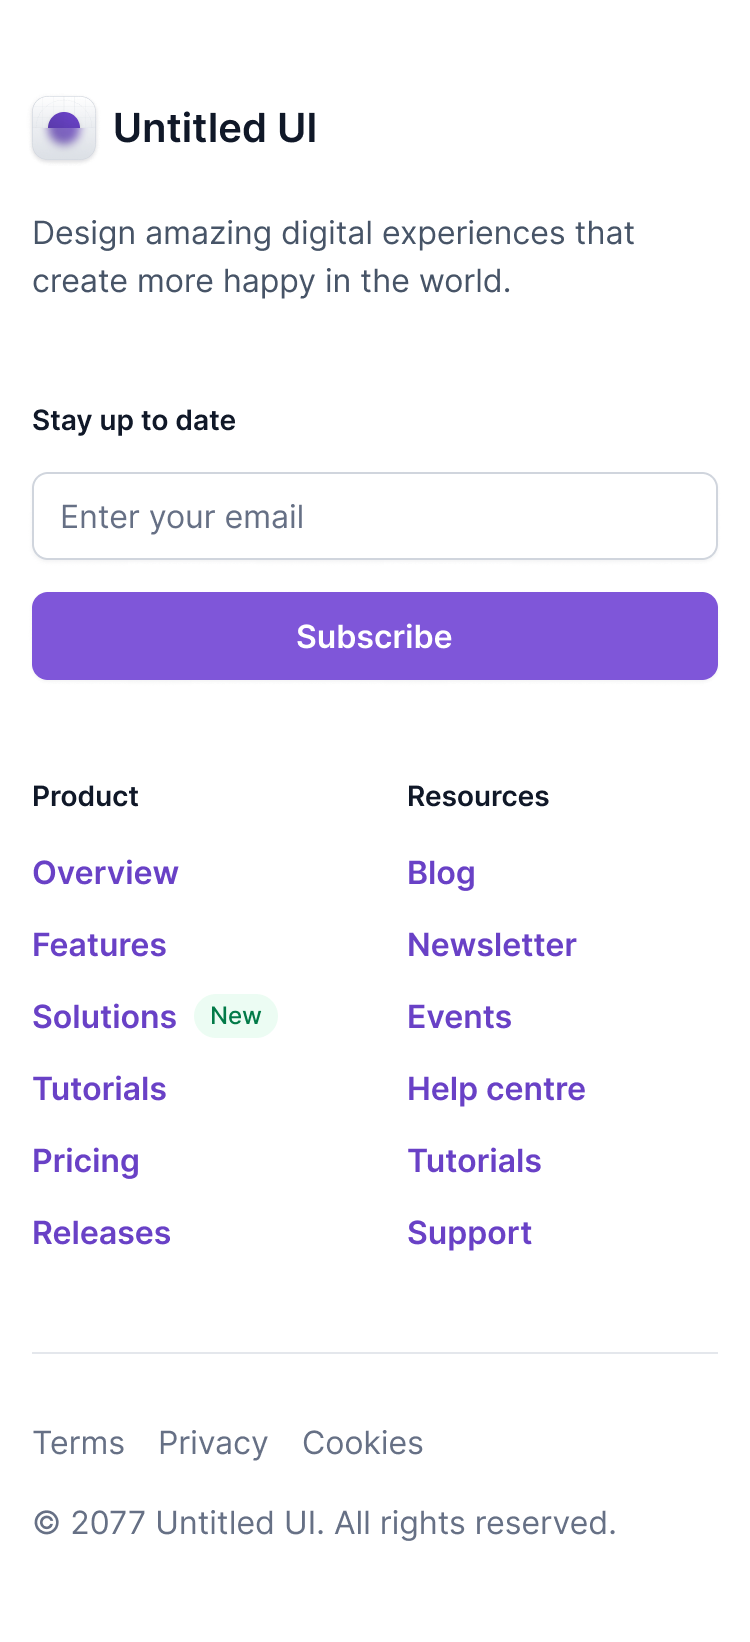 Untitled UI
Design amazing digital experiences that
create more happy in the world.
Stay up to date
Enter your email
Subscribe
Product
Overview
Features
Solutions New
Tutorials
Pricing
Releases
Resources
Blog
Newsletter
Events
Help centre
Tutorials
Support
Terms Privacy Cookies
© 2077 Untitled UI. All rights reserved.